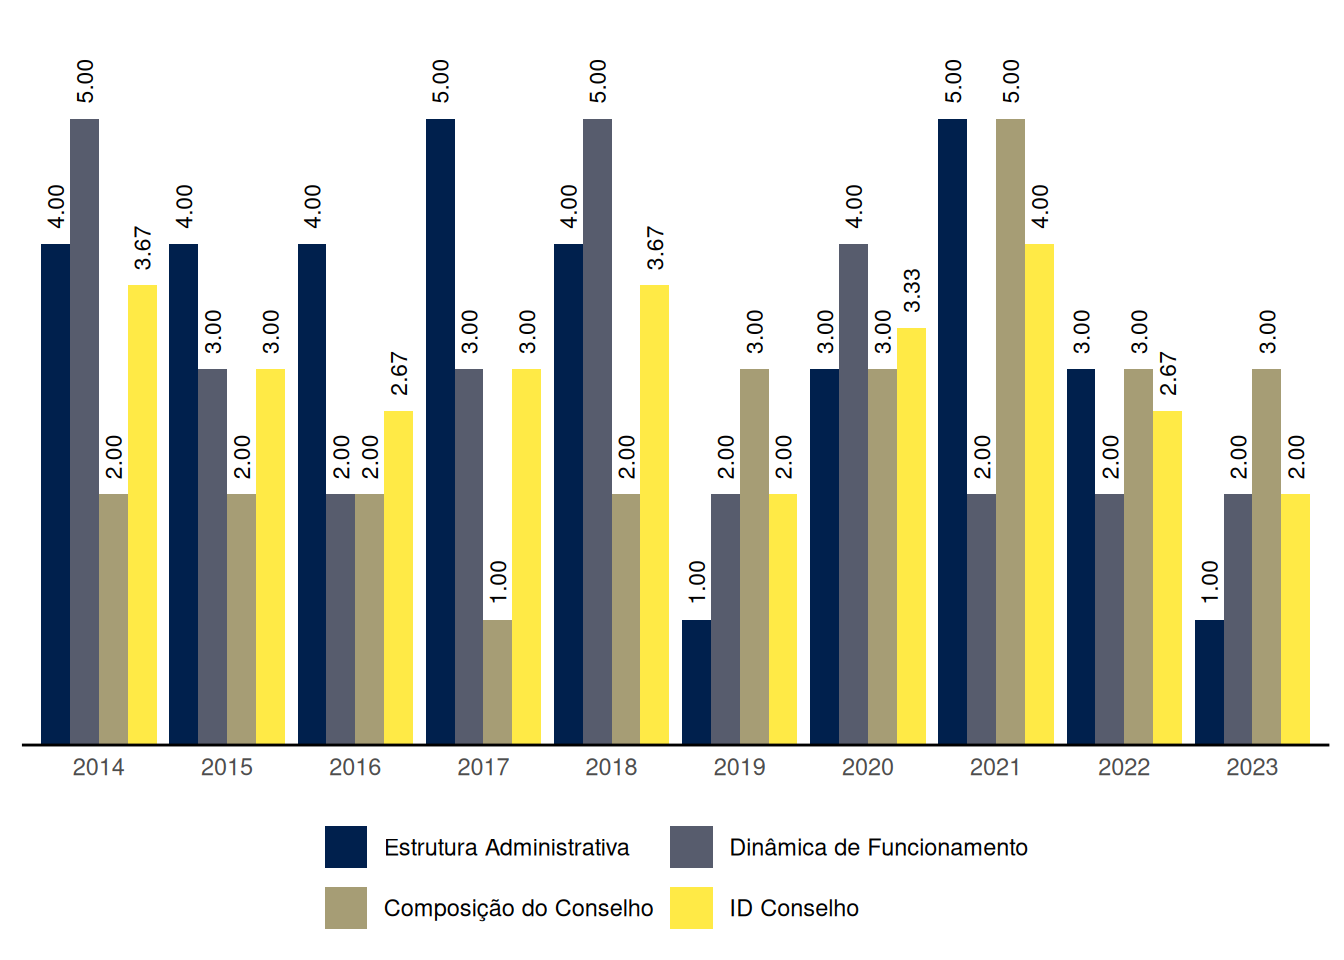 4.00 5.00 2.00 3.67 4.00 3.00 2.00 3.00 4.00 2.00 2.00 2.67 5.00 3.00 1.00 3.00 4.00 5.00 2.00 3.67 1.00 2.00 3.00 2.00 3.00 4.00 3.00 3.33 5.00 2.00 5.00 4.00 3.00 2.00 3.00 2.67 1.00 2.00 3.00 2.00
2014 2015 2016 2017 2018 2019 2020 2021 2022 2023
Estrutura Administrativa Dinâmica de Funcionamento
Composição do Conselho ID Conselho